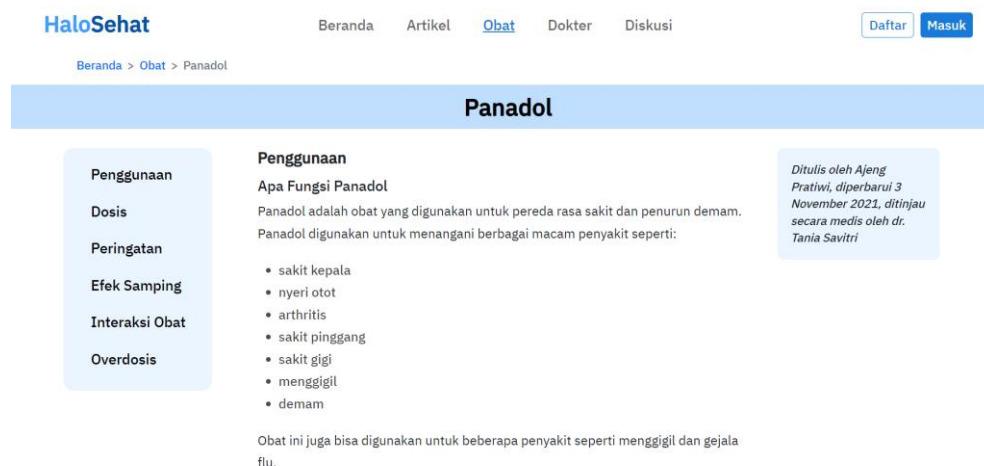 HaloSehat
Beranda Artikel Obat Dokter Diskusi
Daftar Masuk
Beranda > Obat > Panadol
Panadol
Penggunaan
Dosis
Peringatan
Efek Samping
Interaksi Obat
Overdosis
Penggunaan
Apa Fungsi Panadol
Panadol adalah obat yang digunakan untuk pereda rasa sakit dan penurun demam.
Panadol digunakan untuk menangani berbagai macam penyakit seperti:
• sakit kepala
• nyeri otot
• arthritis
• sakit pinggang
• sakit gigi
• menggigil
• demam
Obat ini juga bisa digunakan untuk beberapa penyakit seperti menggigil dan gejala
flu.
Ditulis oleh Ajeng
Pratiwi, diperbarui 3
November 2021, ditinjau
secara medis oleh dr.
Tania Savitri